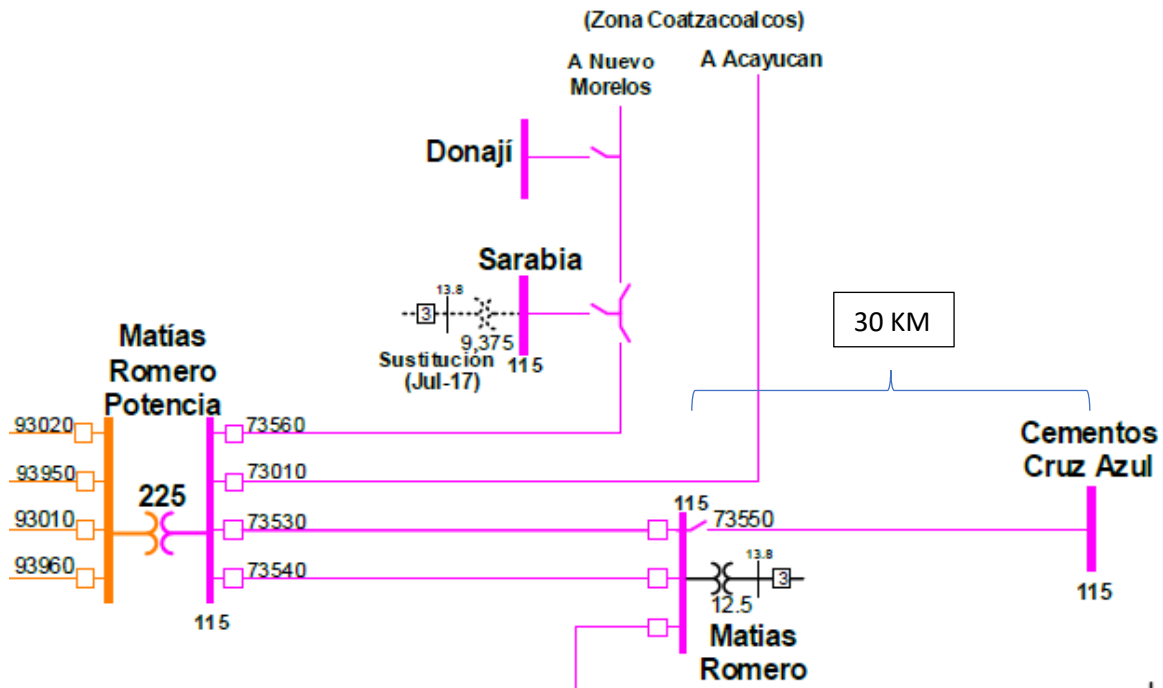 (Zona Coatzacoalcos)
A Nuevo
Morelos
A Acayucan
Donají
Sarabia
13.8
3
9,375
Sustitución
(Jul-17)
115
30 KM
Matías
Romero
Potencia
93020
93950
93010
93960
225
73560
73010
73530
73540
115
115
73550
13.8
3
12.5
Matias
Romero
Cementos
Cruz Azul
115